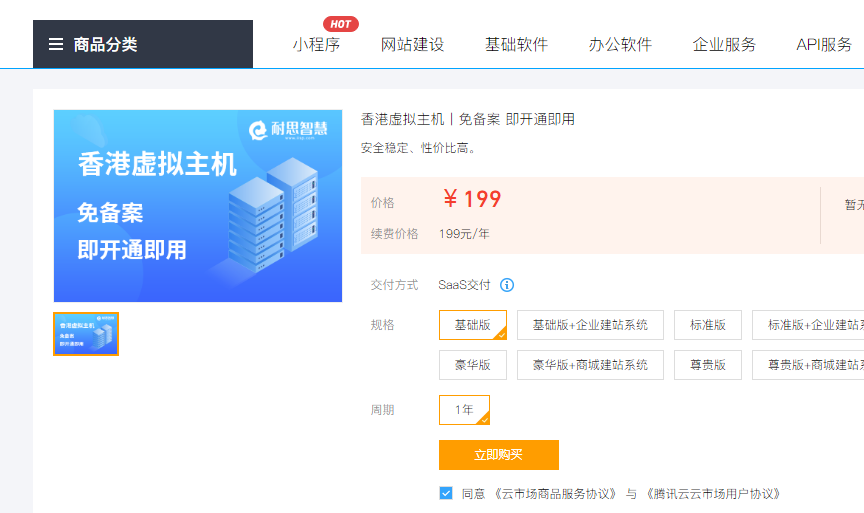 商品分类
HOT
小程序 网站建设 基础软件 办公软件 企业服务 API服务
耐思智慧
香港虚拟主机
免备案
即开通即用
香港虚拟主机丨免备案 即开通即用
安全稳定、性价比高。
价格 ￥199
续费价格 199元/年
暂无
交付方式 SaaS交付
规格 基础版 基础版+企业建站系统 标准版 标准版+企业建站系
豪华版 豪华版+商城建站系统 尊贵版 尊贵版+商城建站
周期 1年
立即购买
同意 《云市场商品服务协议》 与 《腾讯云云市场用户协议》
香港虚拟主机
免备案
即开通即用